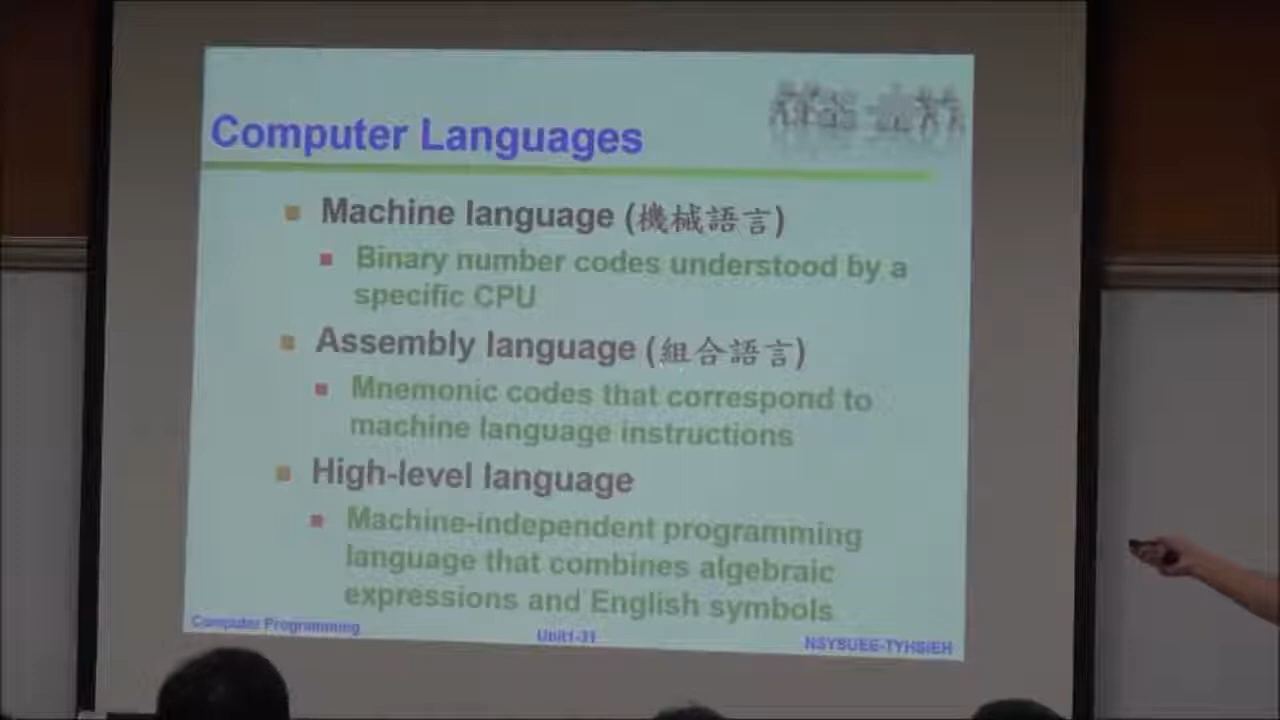 Computer Languages
Machine language (機械語言)
Binary number codes understood by a
specific CPU
Assembly language (組合語言)
Mnemonic codes that correspond to
machine language instructions
High-level language
Machine-independent programming
language that combines algebraic
expressions and English symbols
Computer Programming
Unit1-31
NSYSUEE-TYHSIEH